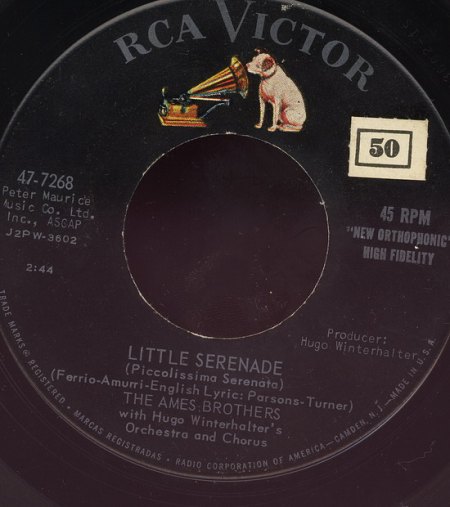 RCA VICTOR
50
47-7268
Peter Maurice
Music Co. Ltd.
Inc., ASCAP
J2PW-3602
2:44
45 RPM
"NEW ORTHOPHONIC"
HIGH FIDELITY
Producer:
Hugo Winterhalter
LITTLE SERENADE
(Piccolissima Serenata)
(Ferrio-Amurri-English Lyric: Parsons-Turner)
THE AMES BROTHERS
with Hugo Winterhalter's
Orchestra and Chorus
TRADE MARKS® REGISTERED • MARCAS REGISTRADAS • RADIO CORPORATION OF AMERICA—CAMDEN, N.J.—MADE IN U.S.A.